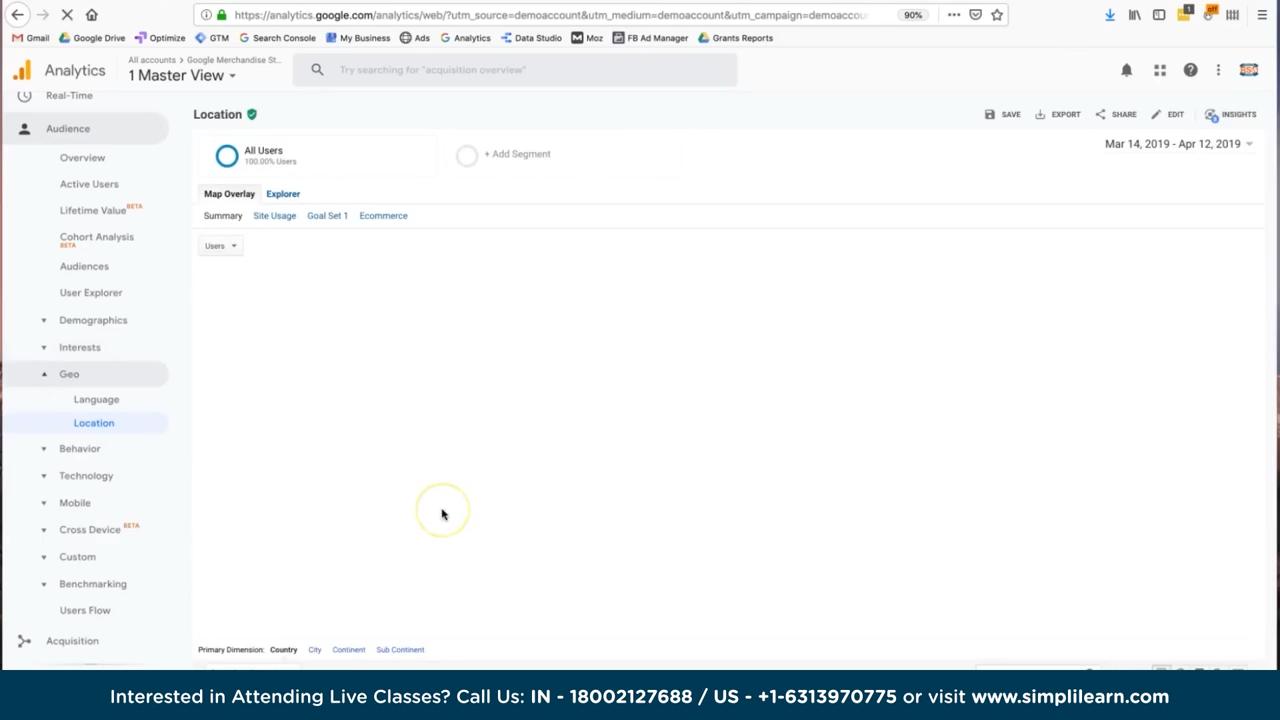 https://analytics.google.com/analytics/web/?utm_source=demoaccount&utm_medium=demoaccount&utm_campaign=demoaccou
90%
1
off
Gmail Google Drive Optimize GTM Search Console My Business Ads Analytics Data Studio Moz FB Ad Manager Grants Reports
Analytics
All accounts > Google Merchandise St...
1 Master View
Try searching for "acquisition overview"
Real-Time
Audience
Overview
Active Users
Lifetime Value BETA
Cohort Analysis
BETA
Audiences
User Explorer
Demographics
Interests
Geo
Language
Location
Behavior
Technology
Mobile
Cross Device BETA
Custom
Benchmarking
Users Flow
Acquisition
Location
SAVE EXPORT SHARE EDIT INSIGHTS
All Users
100.00% Users
+ Add Segment
Mar 14, 2019 - Apr 12, 2019
Map Overlay Explorer
Summary Site Usage Goal Set 1 Ecommerce
Users
Primary Dimension: Country City Continent Sub Continent
Interested in Attending Live Classes? Call Us: IN - 18002127688 / US - +1-6313970775 or visit www.simplilearn.com